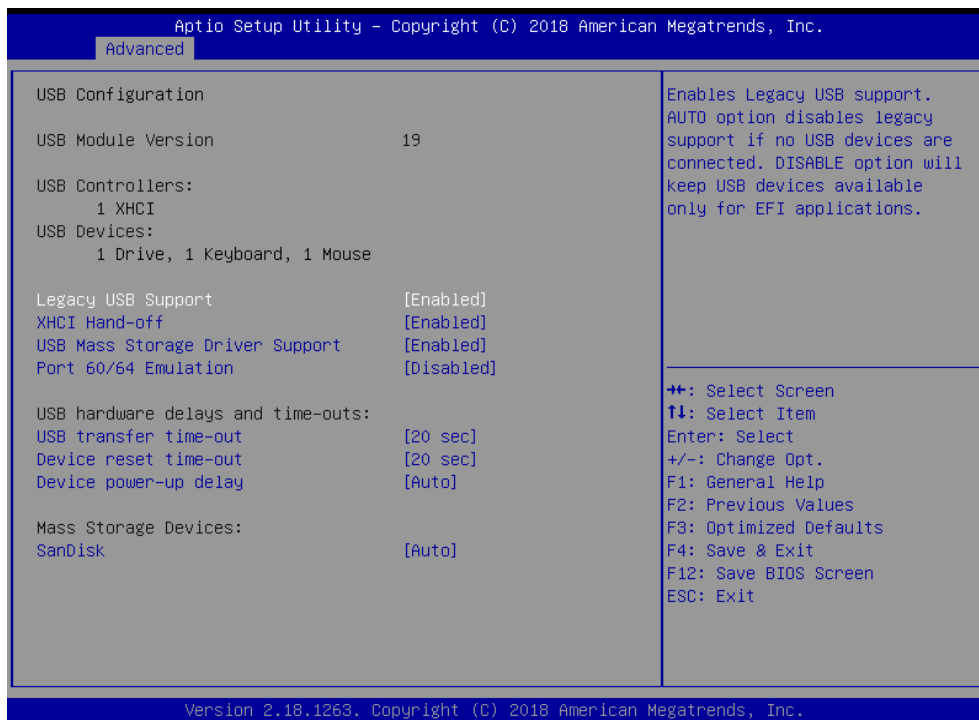 Aptio Setup Utility – Copyright (C) 2018 American Megatrends, Inc.
Advanced
USB Configuration
USB Module Version 19
USB Controllers:
1 XHCI
USB Devices:
1 Drive, 1 Keyboard, 1 Mouse
Legacy USB Support [Enabled]
XHCI Hand-off [Enabled]
USB Mass Storage Driver Support [Enabled]
Port 60/64 Emulation [Disabled]
USB hardware delays and time-outs:
USB transfer time-out [20 sec]
Device reset time-out [20 sec]
Device power-up delay [Auto]
Mass Storage Devices:
SanDisk [Auto]
Enables Legacy USB support.
AUTO option disables legacy
support if no USB devices are
connected. DISABLE option will
keep USB devices available
only for EFI applications.
→←: Select Screen
↑↓: Select Item
Enter: Select
+/-: Change Opt.
F1: General Help
F2: Previous Values
F3: Optimized Defaults
F4: Save & Exit
F12: Save BIOS Screen
ESC: Exit
Version 2.18.1263. Copyright (C) 2018 American Megatrends, Inc.